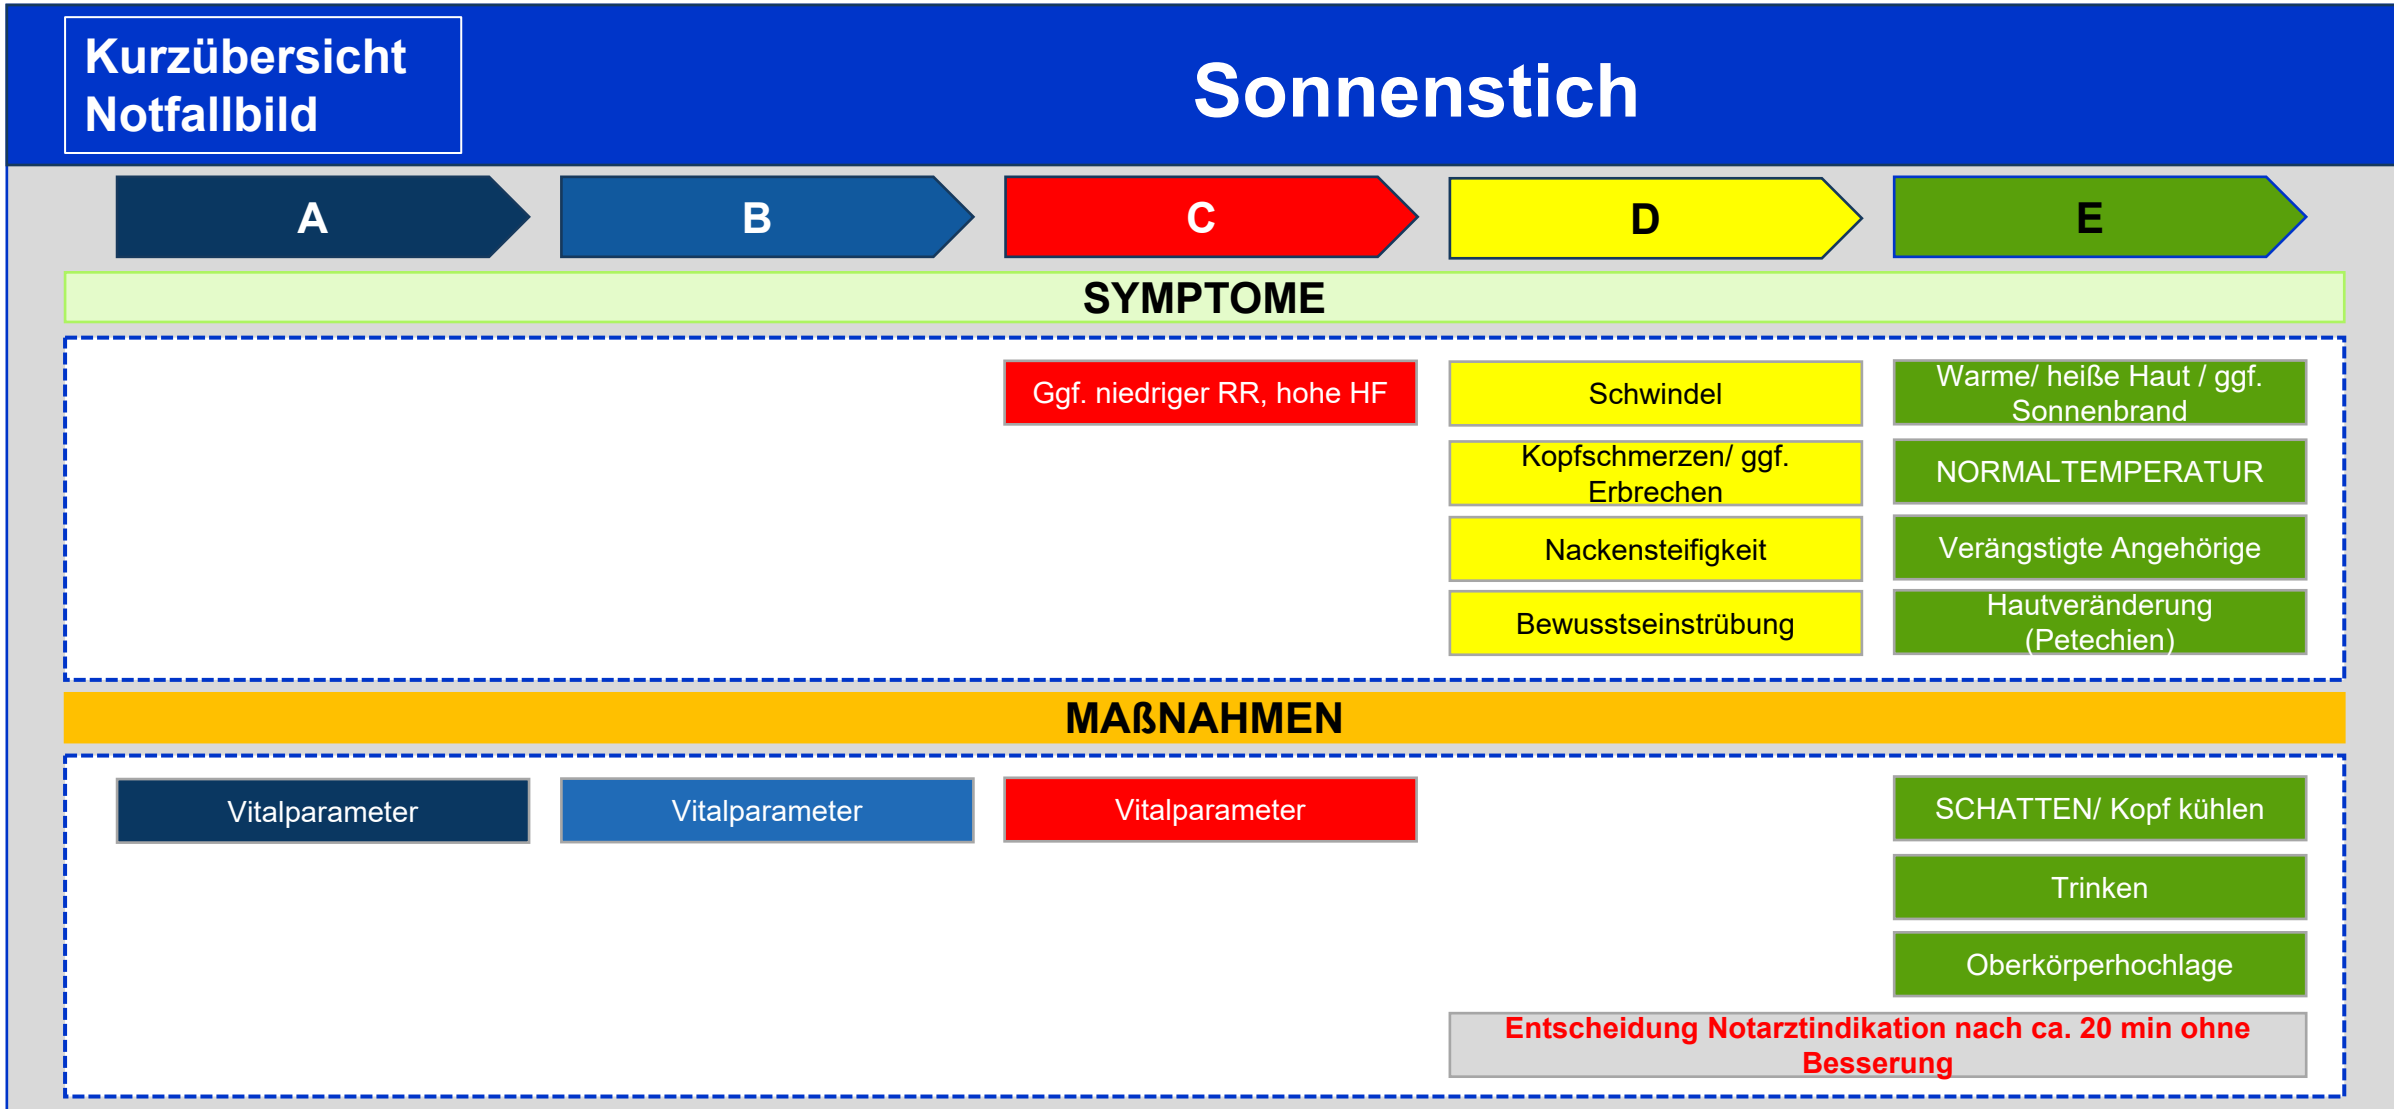 Kurzübersicht
Notfallbild
Sonnenstich
A
B
C
D
E
SYMPTOME
Ggf. niedriger RR, hohe HF
Schwindel
Kopfschmerzen/ ggf.
Erbrechen
Nackensteifigkeit
Bewusstseinstrübung
Warme/ heiße Haut / ggf.
Sonnenbrand
NORMALTEMPERATUR
Verängstigte Angehörige
Hautveränderung
(Petechien)
MAßNAHMEN
Vitalparameter
Vitalparameter
Vitalparameter
SCHATTEN/ Kopf kühlen
Trinken
Oberkörperhochlage
Entscheidung Notarztindikation nach ca. 20 min ohne
Besserung